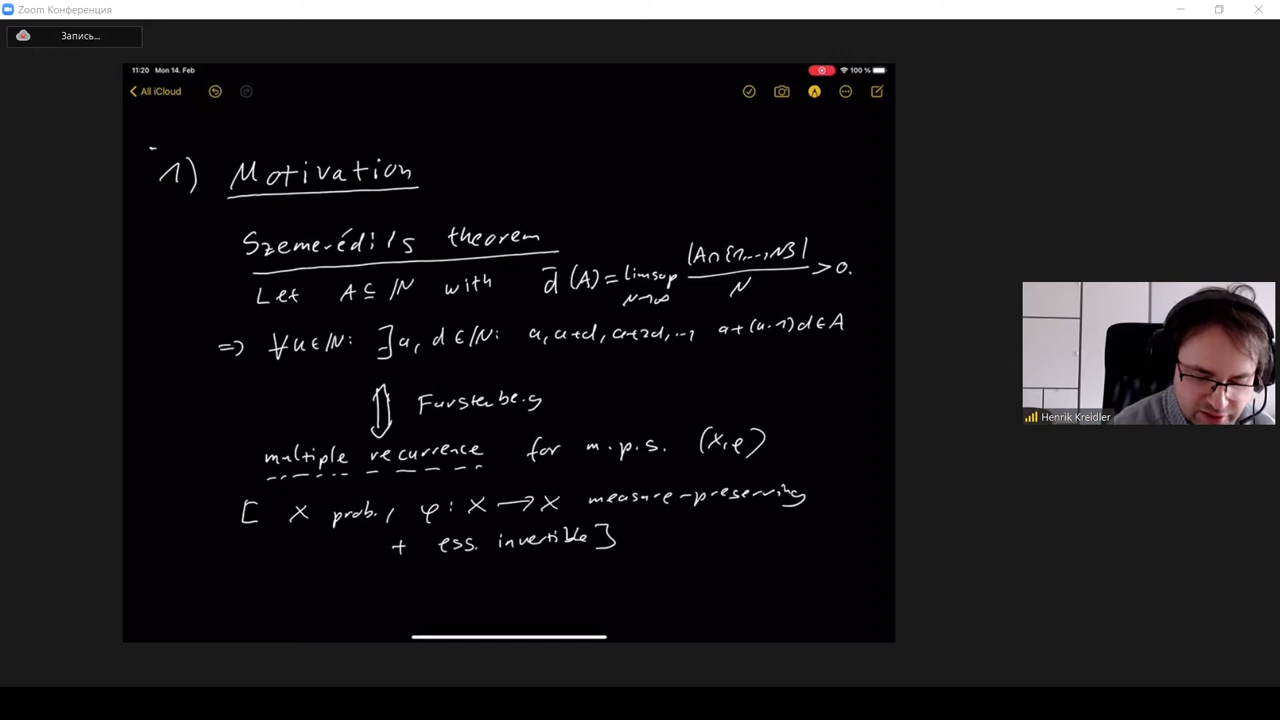 Zoom Конференция
Запись...
11:20 Mon 14. Feb
100 %
All iCloud
1) Motivation
Szemerédi's theorem
Let A ⊆ ℕ with d̄(A) = limsup_{N→∞} |A∩{1,...,N}| / N > 0.
⇒ ∀k∈ℕ: ∃a, d∈ℕ: a, a+d, a+2d, ..., a+(k-1)d ∈ A
⇕ Furstenberg
multiple recurrence for m.p.s. (X,φ)
[ X prob., φ: X → X measure-preserving
+ ess. invertible ]
Henrik Kreidler